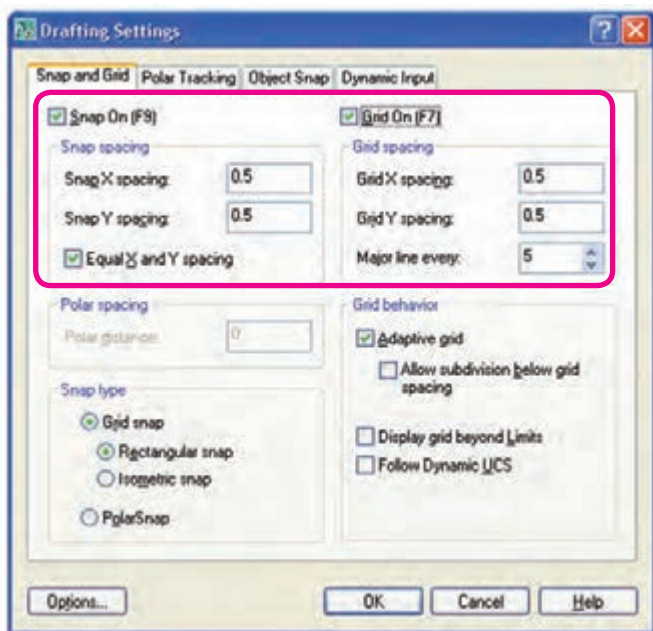 Drafting Settings
Snap and Grid Polar Tracking Object Snap Dynamic Input
Snap On (F9)
Snap spacing
Snap X spacing: 0.5
Snap Y spacing: 0.5
Equal X and Y spacing
Grid On (F7)
Grid spacing
Grid X spacing: 0.5
Grid Y spacing: 0.5
Major line every: 5
Polar spacing
Polar distance: 0
Snap type
Grid snap
Rectangular snap
Isometric snap
PolarSnap
Grid behavior
Adaptive grid
Allow subdivision below grid
spacing
Display grid beyond Limits
Follow Dynamic UCS
Options... OK Cancel Help